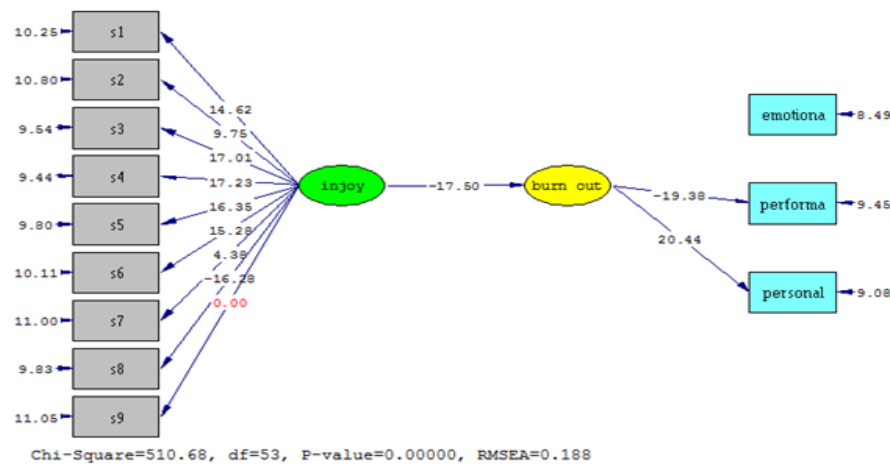 10.25 s1
10.80 s2
9.54 s3
9.44 s4
9.80 s5
10.11 s6
11.00 s7
9.83 s8
11.05 s9
14.62
9.75
17.01
17.23
16.35
15.28
4.38
-16.28
0.00
injoy
-17.50
burn out
-19.38
20.44
emotiona 8.49
performa 9.45
personal 9.08
Chi-Square=510.68, df=53, P-value=0.00000, RMSEA=0.188